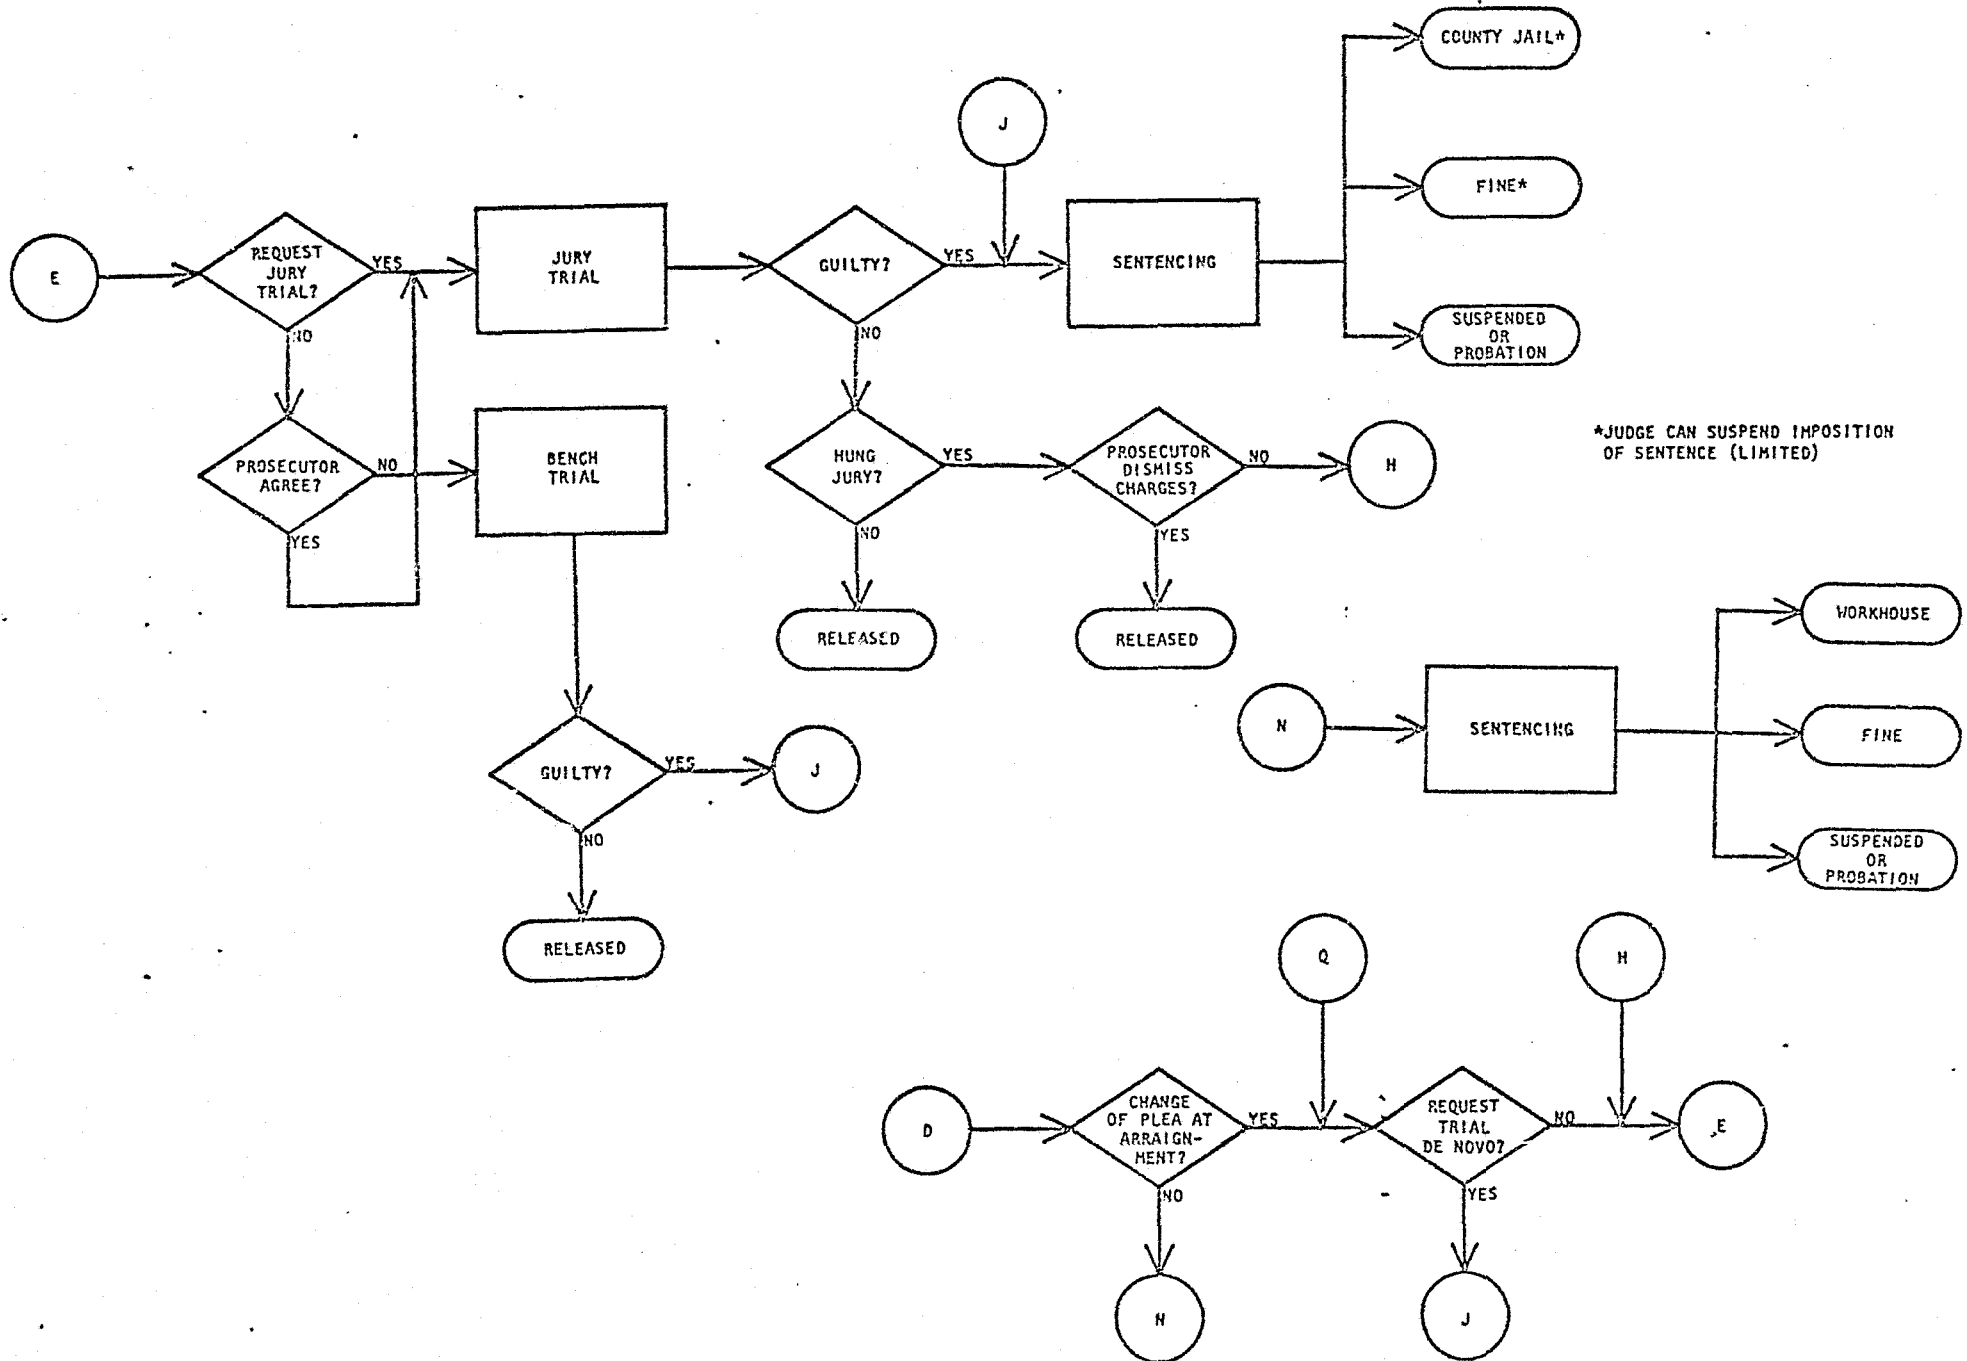 COUNTY JAIL*
J
FINE*
E
REQUEST
JURY
TRIAL?
YES
NO
JURY
TRIAL
GUILTY?
YES
NO
SENTENCING
SUSPENDED
OR
PROBATION
PROSECUTOR
AGREE?
NO
YES
BENCH
TRIAL
HUNG
JURY?
YES
NO
PROSECUTOR
DISMISS
CHARGES?
NO
YES
H
*JUDGE CAN SUSPEND IMPOSITION
OF SENTENCE (LIMITED)
RELEASED
RELEASED
GUILTY?
YES
NO
J
RELEASED
N
SENTENCING
WORKHOUSE
FINE
SUSPENDED
OR
PROBATION
Q
H
D
CHANGE
OF PLEA AT
ARRAIGN-
MENT?
YES
NO
REQUEST
TRIAL
DE NOVO?
NO
YES
E
N
J